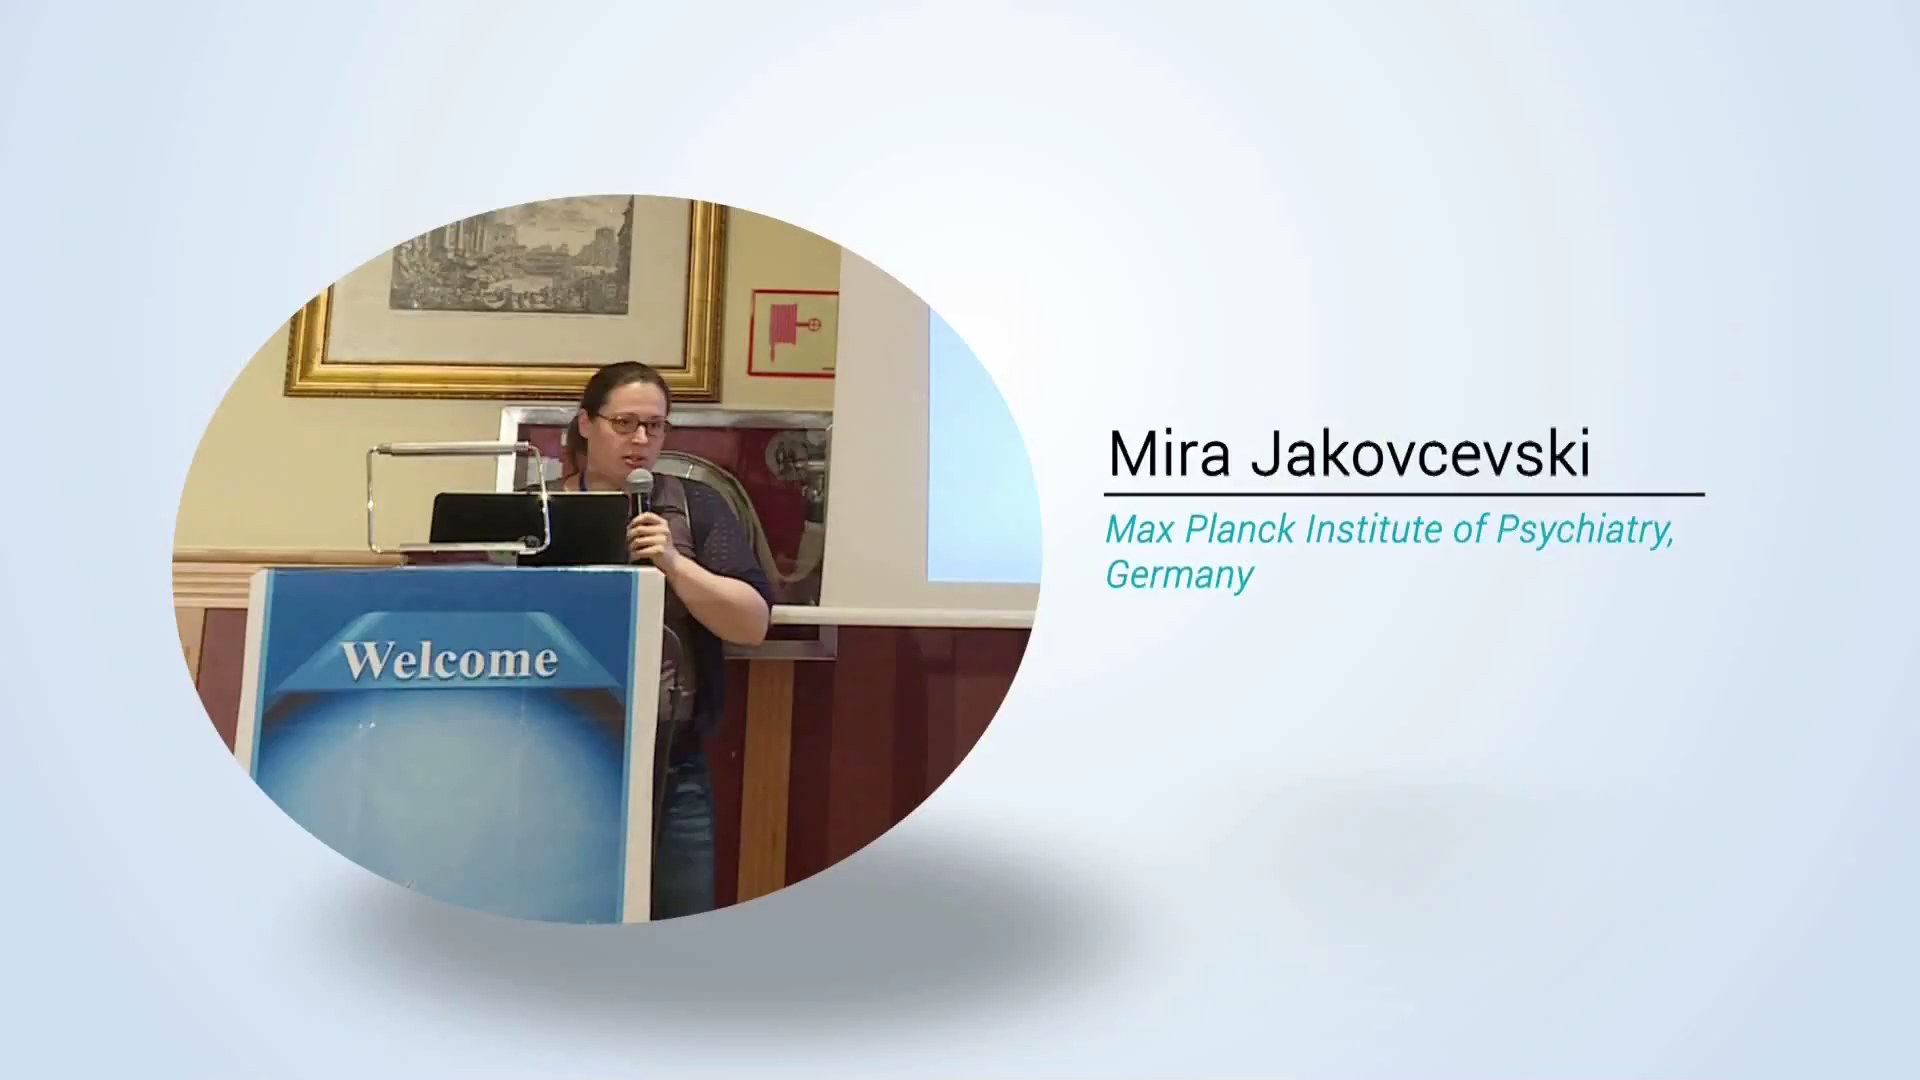 Mira Jakovcevski
Max Planck Institute of Psychiatry,
Germany
Welcome